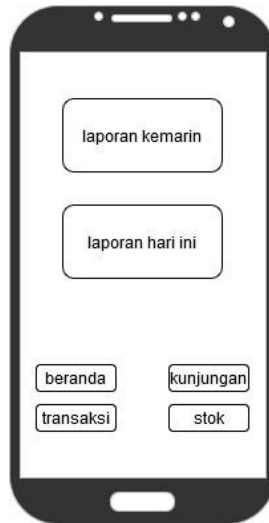 laporan kemarin
laporan hari ini
beranda
kunjungan
transaksi
stok